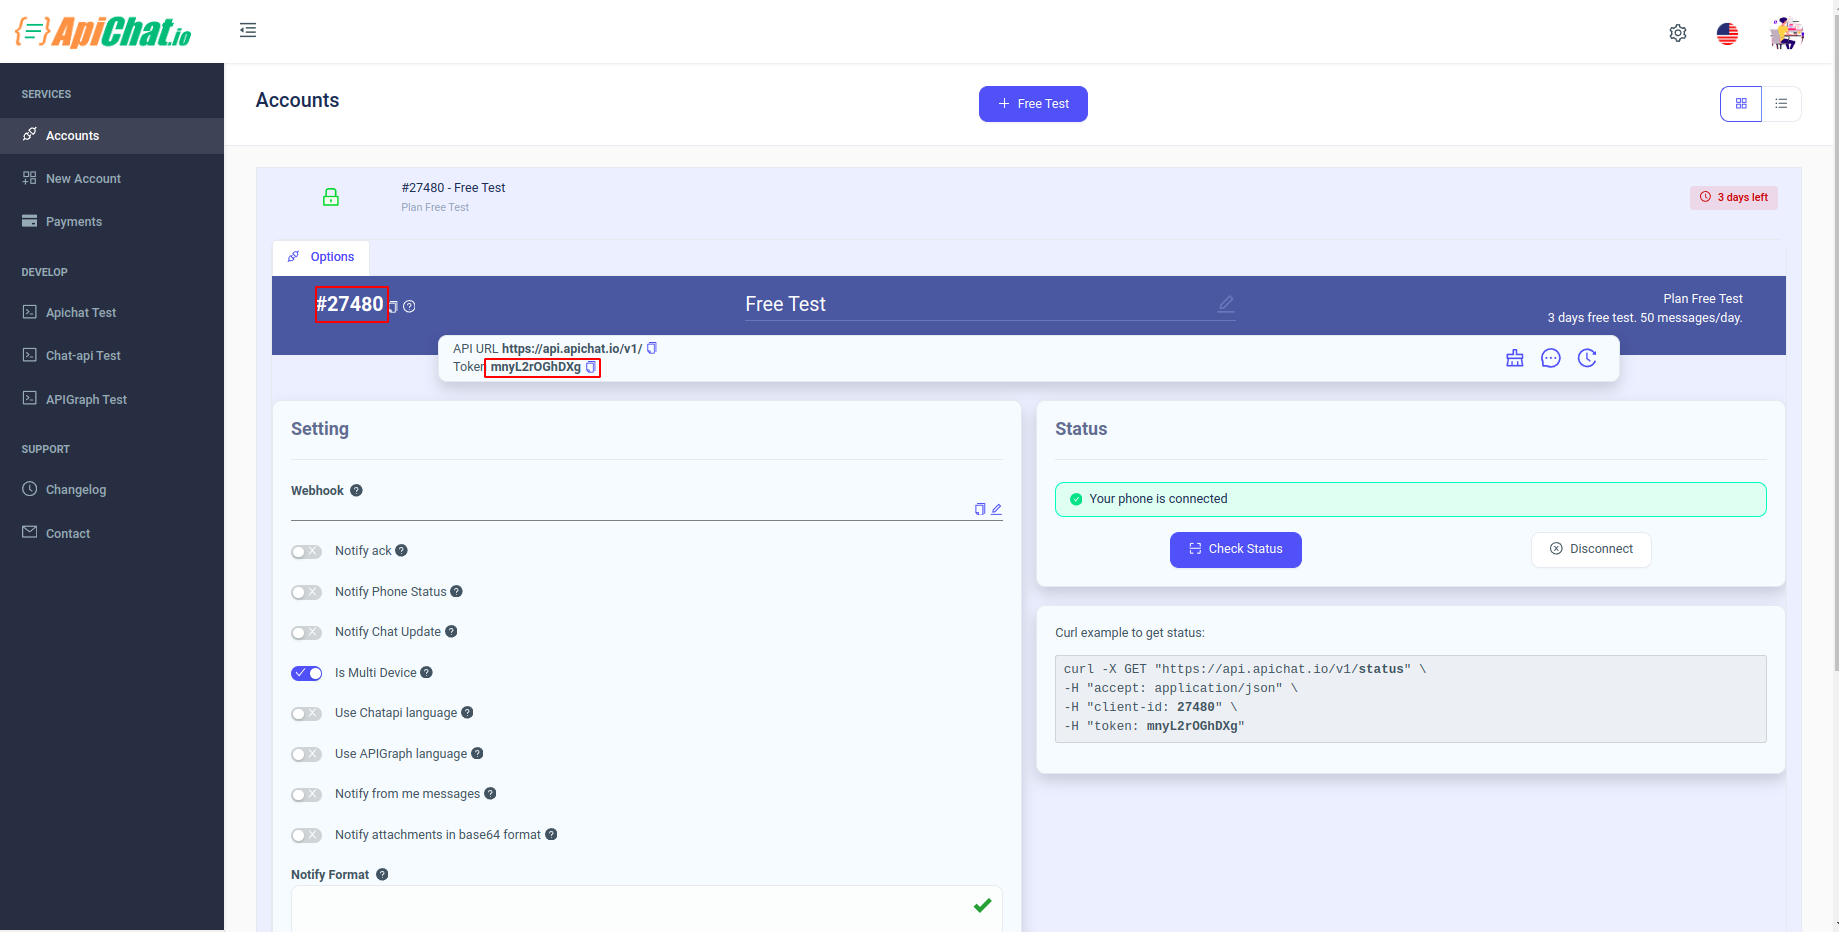 {=}ApiChat.io
SERVICES
Accounts
New Account
Payments
DEVELOP
Apichat Test
Chat-api Test
APIGraph Test
SUPPORT
Changelog
Contact
Accounts
+ Free Test
#27480 - Free Test
Plan Free Test
3 days left
Options
#27480
Free Test
Plan Free Test
3 days free test. 50 messages/day.
API URL https://api.apichat.io/v1/
Token mnyL2rOGhDXg
Setting
Webhook
Notify ack
Notify Phone Status
Notify Chat Update
Is Multi Device
Use Chatapi language
Use APIGraph language
Notify from me messages
Notify attachments in base64 format
Notify Format
Status
Your phone is connected
Check Status
Disconnect
Curl example to get status:
curl -X GET "https://api.apichat.io/v1/status" \
-H "accept: application/json" \
-H "client-id: 27480" \
-H "token: mnyL2rOGhDXg"